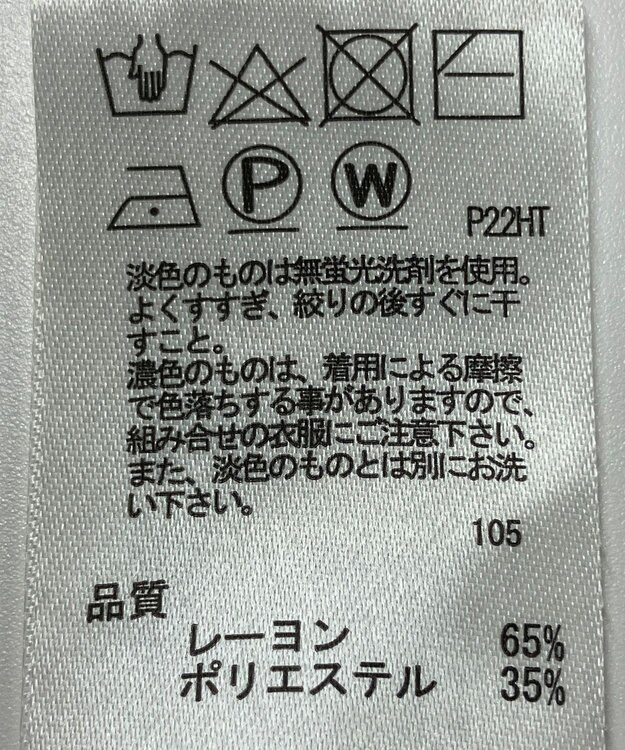 P
W
P22HT
淡色のものは無蛍光洗剤を使用。
よくすすぎ、絞りの後すぐに干
すこと。
濃色のものは、着用による摩擦
で色落ちする事がありますので、
組み合せの衣服にご注意下さい。
また、淡色のものとは別にお洗
い下さい。
105
品質
レーヨン 65%
ポリエステル 35%